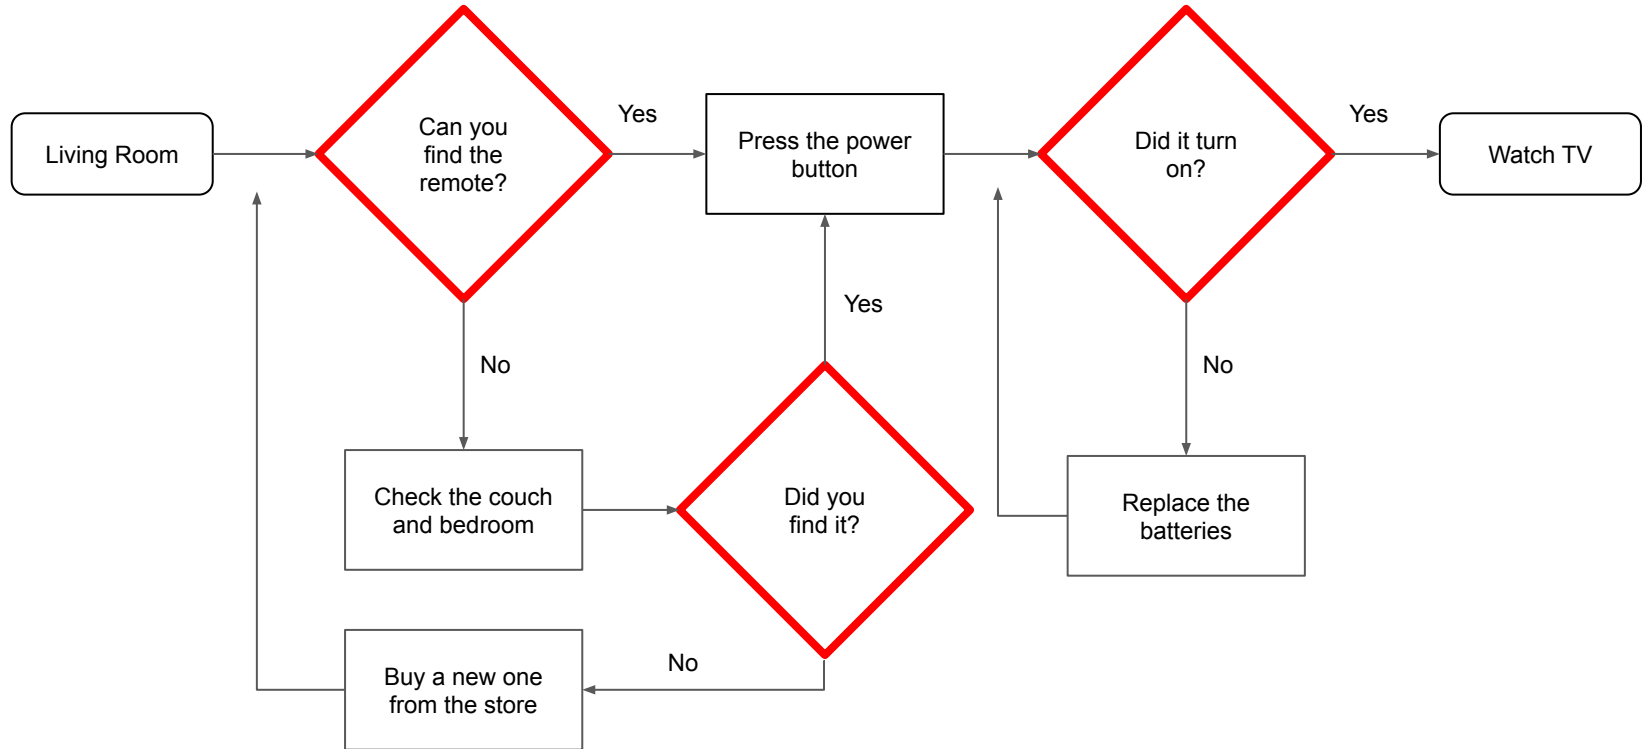 Living Room
Can you
find the
remote?
Yes
Press the power
button
Did it turn
on?
Yes
Watch TV
No
Yes
No
Check the couch
and bedroom
Did you
find it?
Replace the
batteries
No
Buy a new one
from the store